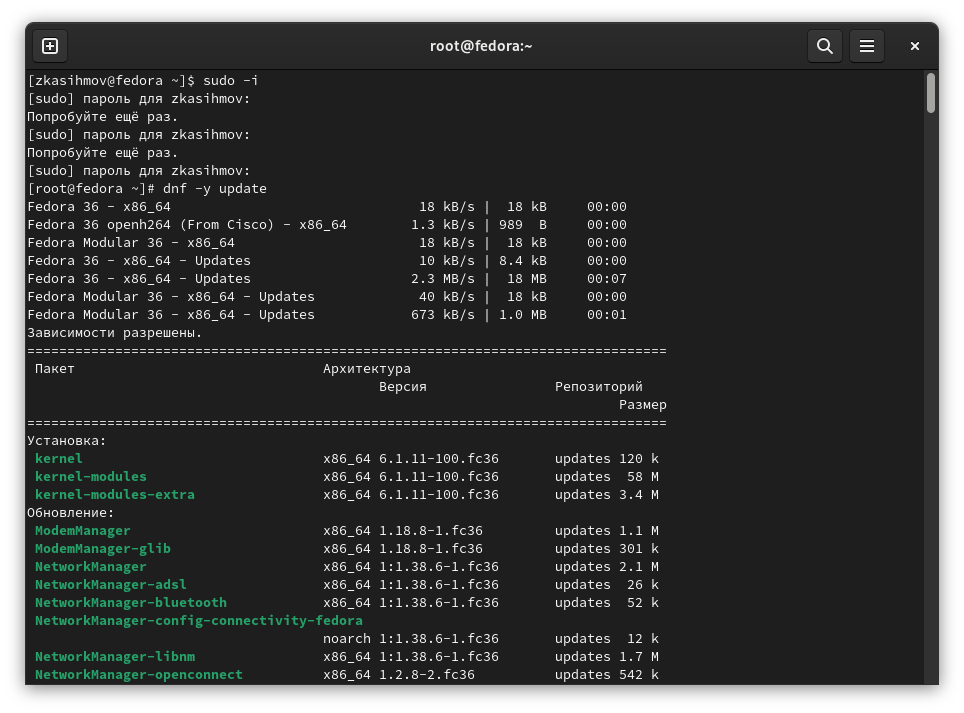 root@fedora:~
[zkasihmov@fedora ~]$ sudo -i
[sudo] пароль для zkasihmov:
Попробуйте ещё раз.
[sudo] пароль для zkasihmov:
Попробуйте ещё раз.
[sudo] пароль для zkasihmov:
[root@fedora ~]# dnf -y update
Fedora 36 - x86_64                               18 kB/s |  18 kB     00:00
Fedora 36 openh264 (From Cisco) - x86_64        1.3 kB/s | 989  B     00:00
Fedora Modular 36 - x86_64                       18 kB/s |  18 kB     00:00
Fedora 36 - x86_64 - Updates                     10 kB/s | 8.4 kB     00:00
Fedora 36 - x86_64 - Updates                    2.3 MB/s |  18 MB     00:07
Fedora Modular 36 - x86_64 - Updates             40 kB/s |  18 kB     00:00
Fedora Modular 36 - x86_64 - Updates            673 kB/s | 1.0 MB     00:01
Зависимости разрешены.
================================================================================
 Пакет                               Архитектура
                                            Версия                Репозиторий
                                                                          Размер
================================================================================
Установка:
 kernel                              x86_64 6.1.11-100.fc36       updates 120 k
 kernel-modules                      x86_64 6.1.11-100.fc36       updates  58 M
 kernel-modules-extra                x86_64 6.1.11-100.fc36       updates 3.4 M
Обновление:
 ModemManager                        x86_64 1.18.8-1.fc36         updates 1.1 M
 ModemManager-glib                   x86_64 1.18.8-1.fc36         updates 301 k
 NetworkManager                      x86_64 1:1.38.6-1.fc36       updates 2.1 M
 NetworkManager-adsl                 x86_64 1:1.38.6-1.fc36       updates  26 k
 NetworkManager-bluetooth            x86_64 1:1.38.6-1.fc36       updates  52 k
 NetworkManager-config-connectivity-fedora
                                     noarch 1:1.38.6-1.fc36       updates  12 k
 NetworkManager-libnm                x86_64 1:1.38.6-1.fc36       updates 1.7 M
 NetworkManager-openconnect          x86_64 1.2.8-2.fc36          updates 542 k